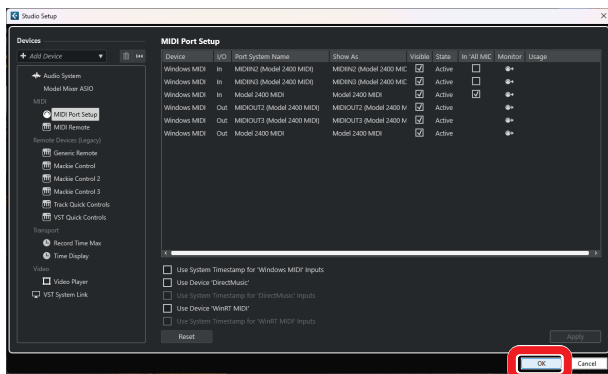 Studio Setup
Devices
+ Add Device
Audio System
Model Mixer ASIO
MIDI
MIDI Port Setup
MIDI Remote
Remote Devices (Legacy)
Generic Remote
Mackie Control
Mackie Control 2
Mackie Control 3
Track Quick Controls
VST Quick Controls
Transport
Record Time Max
Time Display
Video
Video Player
VST System Link
MIDI Port Setup
Device I/O Port System Name Show As Visible State In 'All MIC Monitor Usage
Windows MIDI In MIDIIN2 (Model 2400 MIDI) MIDIIN2 (Model 2400 MIC Active
Windows MIDI In MIDIIN3 (Model 2400 MIDI) MIDIIN3 (Model 2400 MIC Active
Windows MIDI In Model 2400 MIDI Model 2400 MIDI Active
Windows MIDI Out MIDIOUT2 (Model 2400 MIDI) MIDIOUT2 (Model 2400 M Active
Windows MIDI Out MIDIOUT3 (Model 2400 MIDI) MIDIOUT3 (Model 2400 M Active
Windows MIDI Out Model 2400 MIDI Model 2400 MIDI Active
Use System Timestamp for 'Windows MIDI' Inputs
Use Device 'DirectMusic'
Use System Timestamp for 'DirectMusic' Inputs
Use Device 'WinRT MIDI'
Use System Timestamp for 'WinRT MIDI' Inputs
Reset Apply
OK Cancel